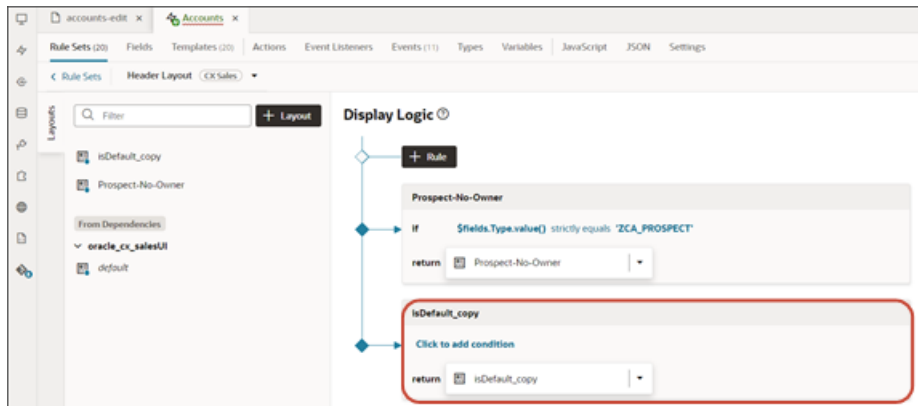 accounts-edit ×
Accounts ×
Rule Sets (20) Fields Templates (20) Actions Event Listeners Events (11) Types Variables JavaScript JSON Settings
< Rule Sets Header Layout CX Sales
Layouts
Filter
+ Layout
isDefault_copy
Prospect-No-Owner
From Dependencies
oracle_cx_salesUI
default
Display Logic ?
+ Rule
Prospect-No-Owner
if $fields.Type.value() strictly equals 'ZCA_PROSPECT'
return Prospect-No-Owner
isDefault_copy
Click to add condition
return isDefault_copy